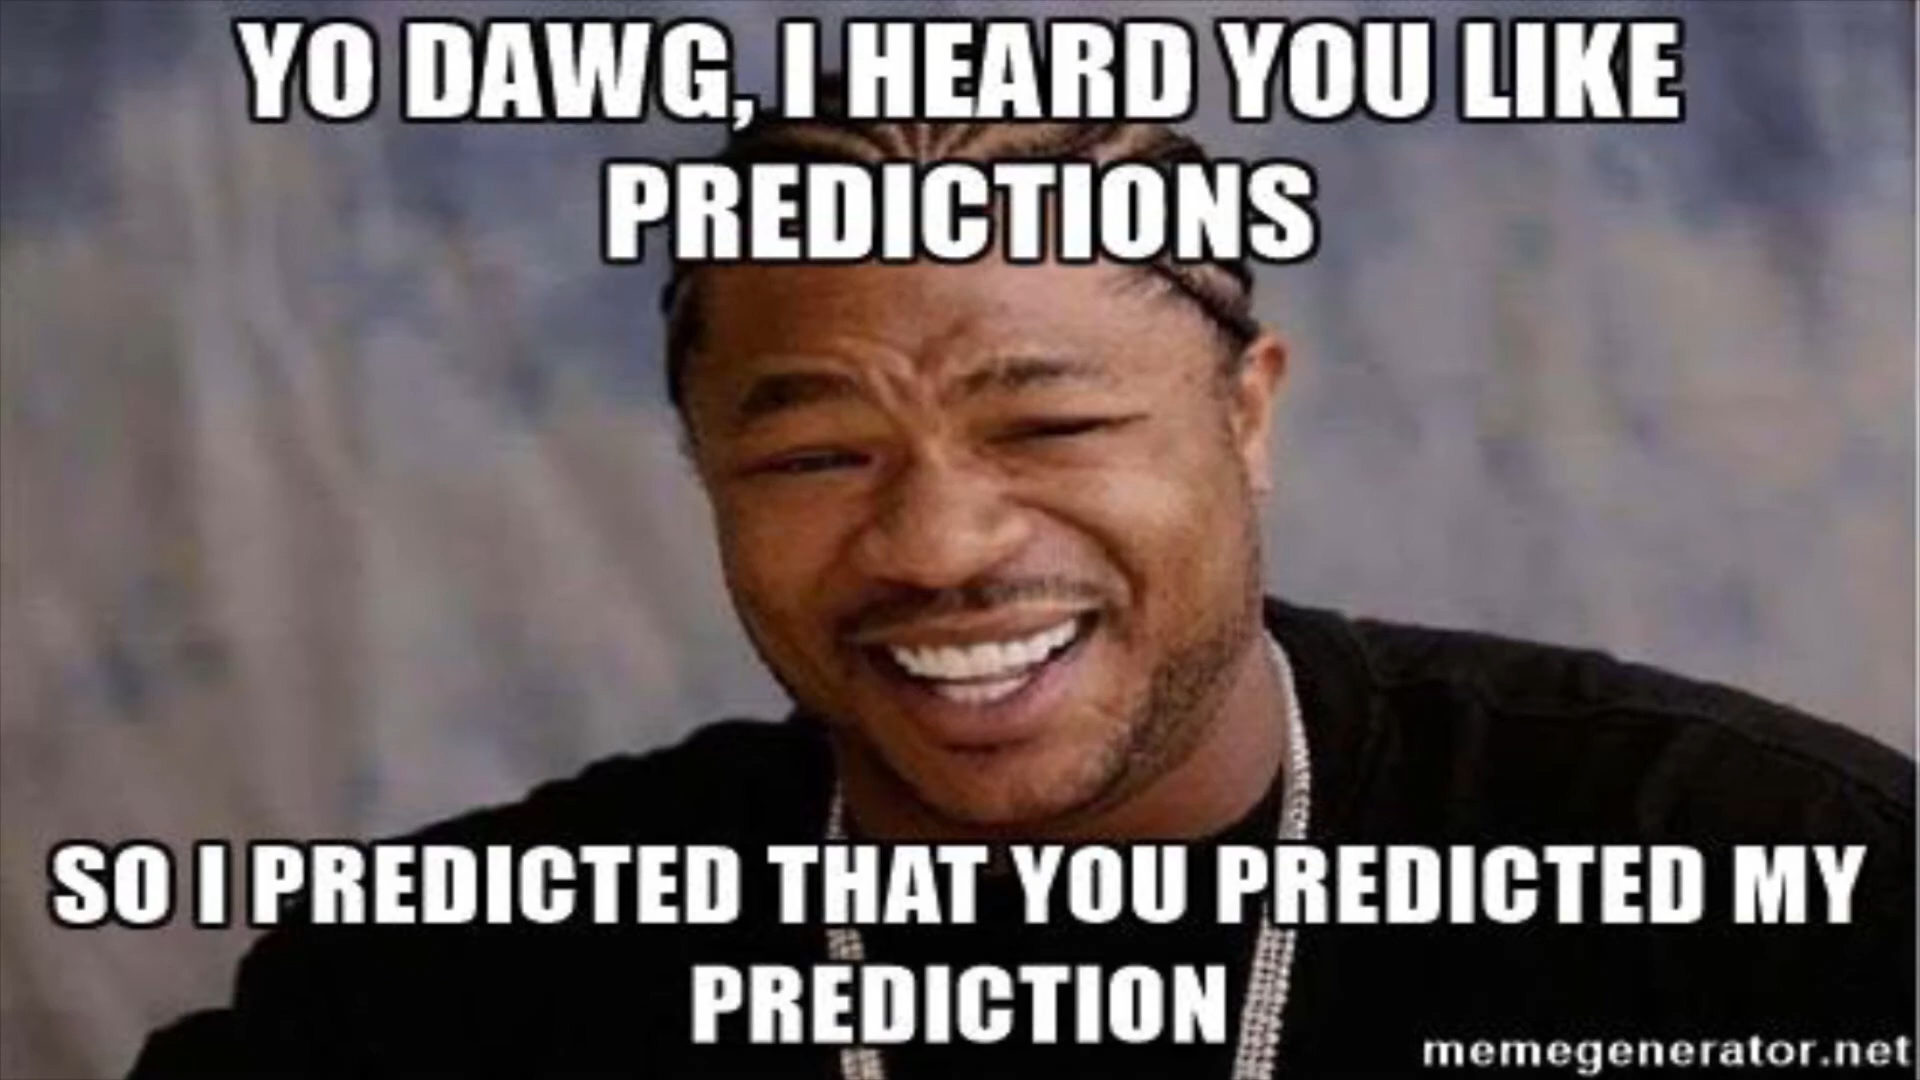 YO DAWG, I HEARD YOU LIKE
PREDICTIONS
SO I PREDICTED THAT YOU PREDICTED MY
PREDICTION
memegenerator.net